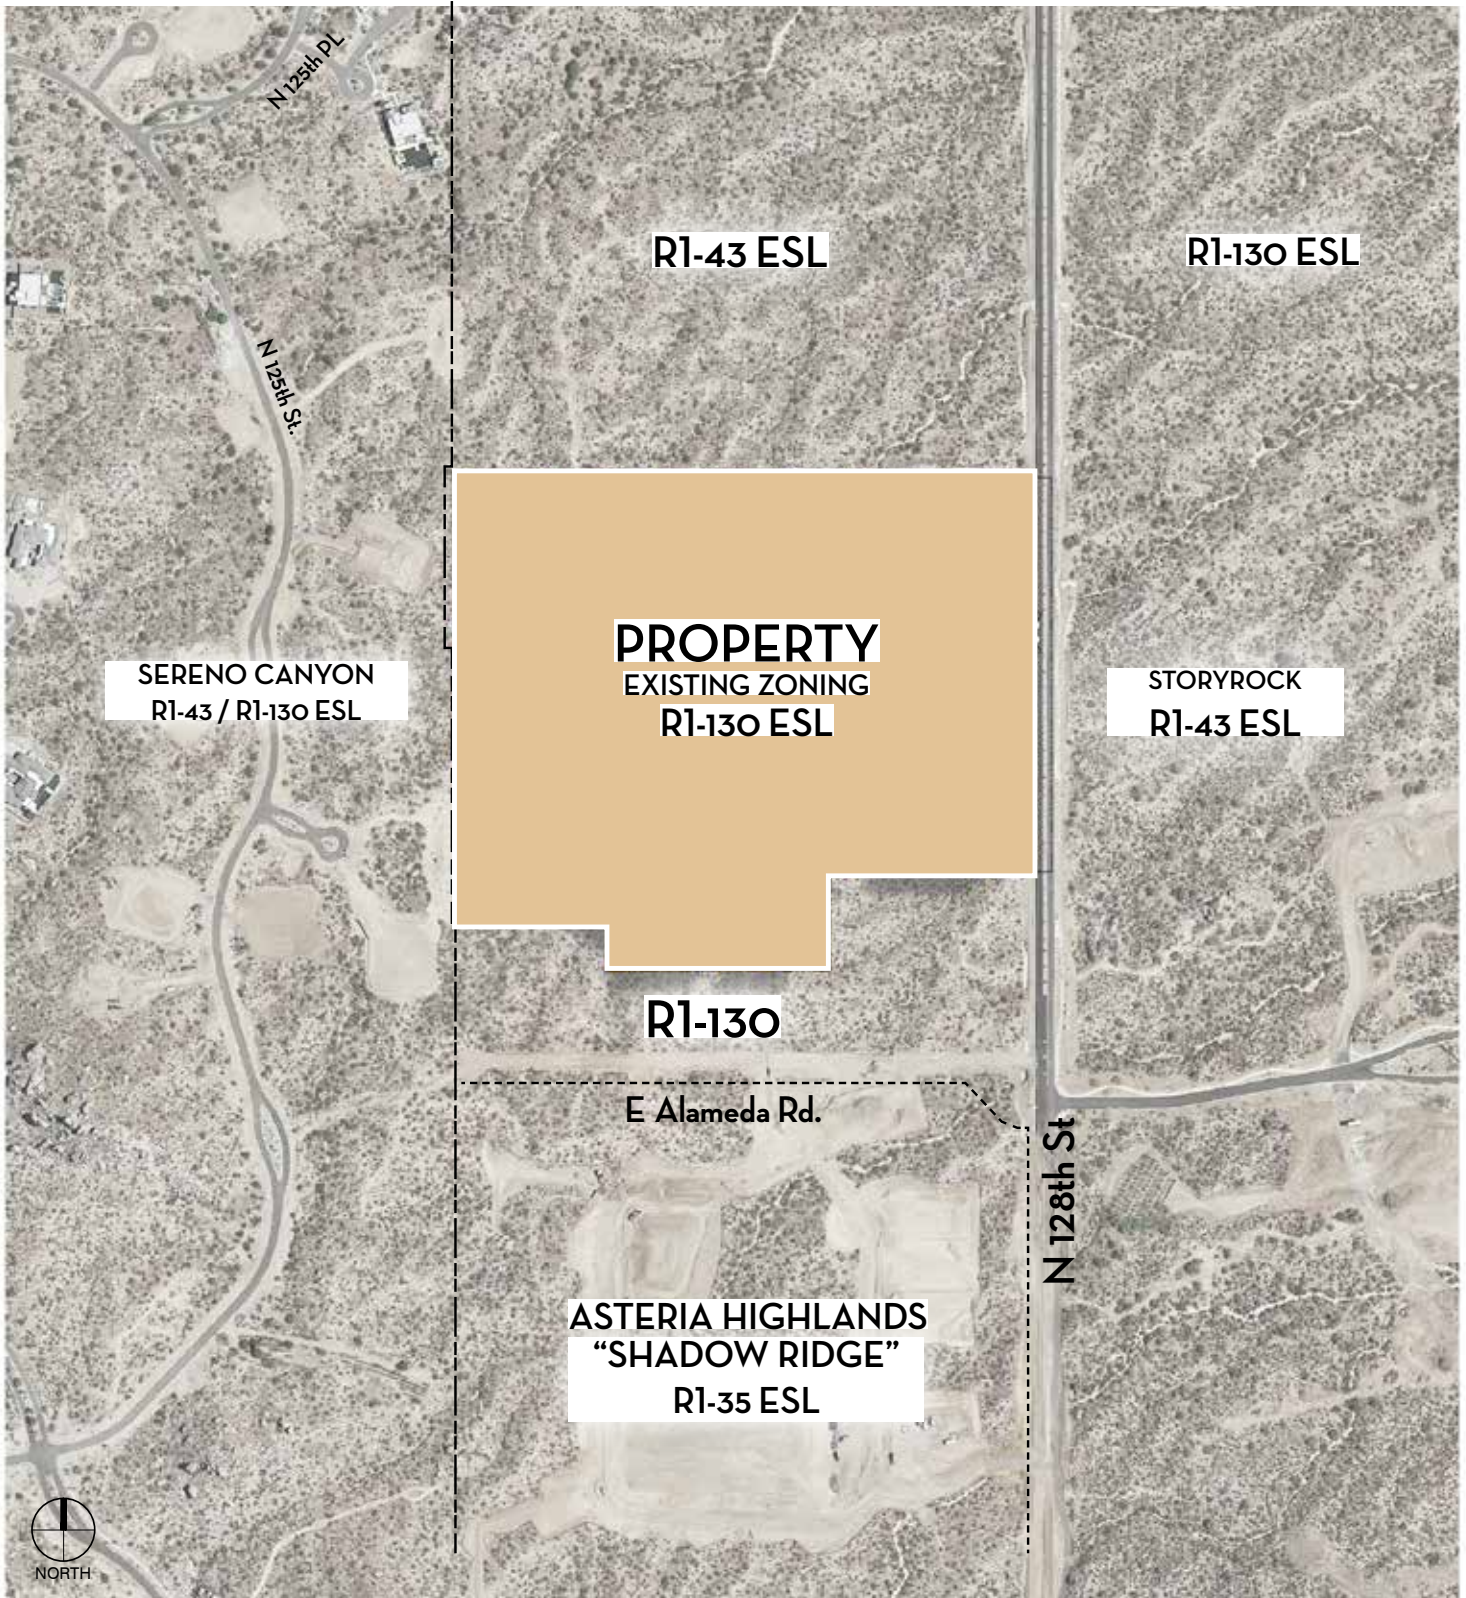 N 125th PL
R1-43 ESL
R1-130 ESL
N 125th St.
PROPERTY
EXISTING ZONING
R1-130 ESL
SERENO CANYON
R1-43 / R1-130 ESL
STORYROCK
R1-43 ESL
R1-130
E Alameda Rd.
N 128th St
ASTERIA HIGHLANDS
“SHADOW RIDGE”
R1-35 ESL
NORTH